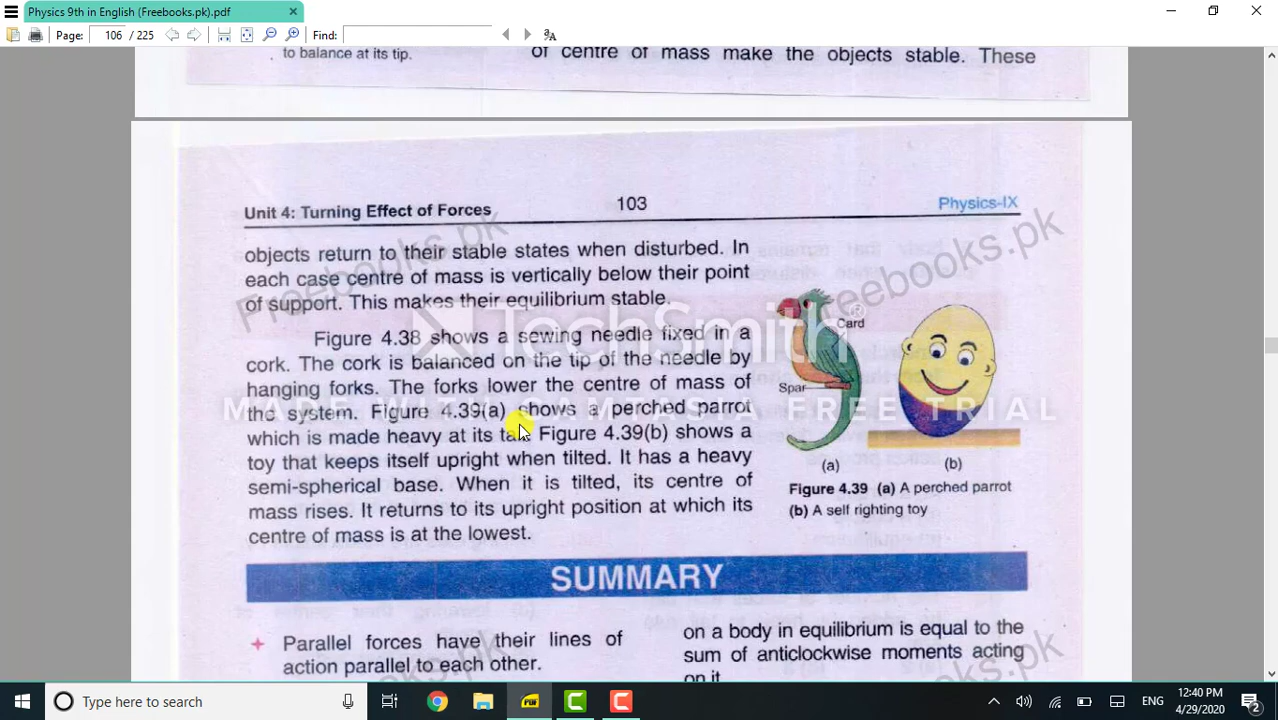 Physics 9th in English (Freebooks.pk).pdf
Page: 106 / 225
Find:
to balance at its tip.
of centre of mass make the objects stable. These
Unit 4: Turning Effect of Forces
103
Physics-IX
objects return to their stable states when disturbed. In
each case centre of mass is vertically below their point
of support. This makes their equilibrium stable.
Figure 4.38 shows a sewing needle fixed in a
cork. The cork is balanced on the tip of the needle by
hanging forks. The forks lower the centre of mass of
the system. Figure 4.39(a) shows a perched parrot
which is made heavy at its Figure 4.39(b) shows a
toy that keeps itself upright when tilted. It has a heavy
semi-spherical base. When it is tilted, its centre of
mass rises. It returns to its upright position at which its
centre of mass is at the lowest.
Card
Spar
(a)
(b)
Figure 4.39 (a) A perched parrot
(b) A self righting toy
Freebooks.pk
Freebooks.pk
TechSmith®
MADE WITH CAMTASIA FREE TRIAL
SUMMARY
Parallel forces have their lines of
action parallel to each other.
on a body in equilibrium is equal to the
sum of anticlockwise moments acting
on it.
Type here to search
ENG
12:40 PM
4/29/2020
2